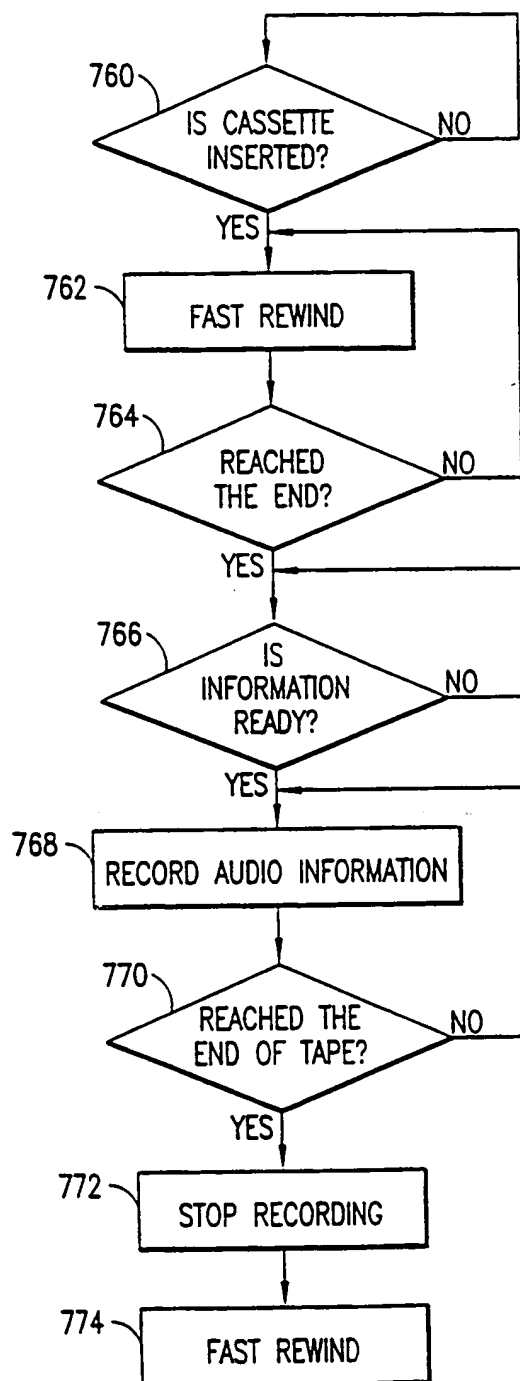 760
IS CASSETTE
INSERTED?
NO
YES
762
FAST REWIND
764
REACHED
THE END?
NO
YES
766
IS
INFORMATION
READY?
NO
YES
768
RECORD AUDIO INFORMATION
770
REACHED THE
END OF TAPE?
NO
YES
772
STOP RECORDING
774
FAST REWIND